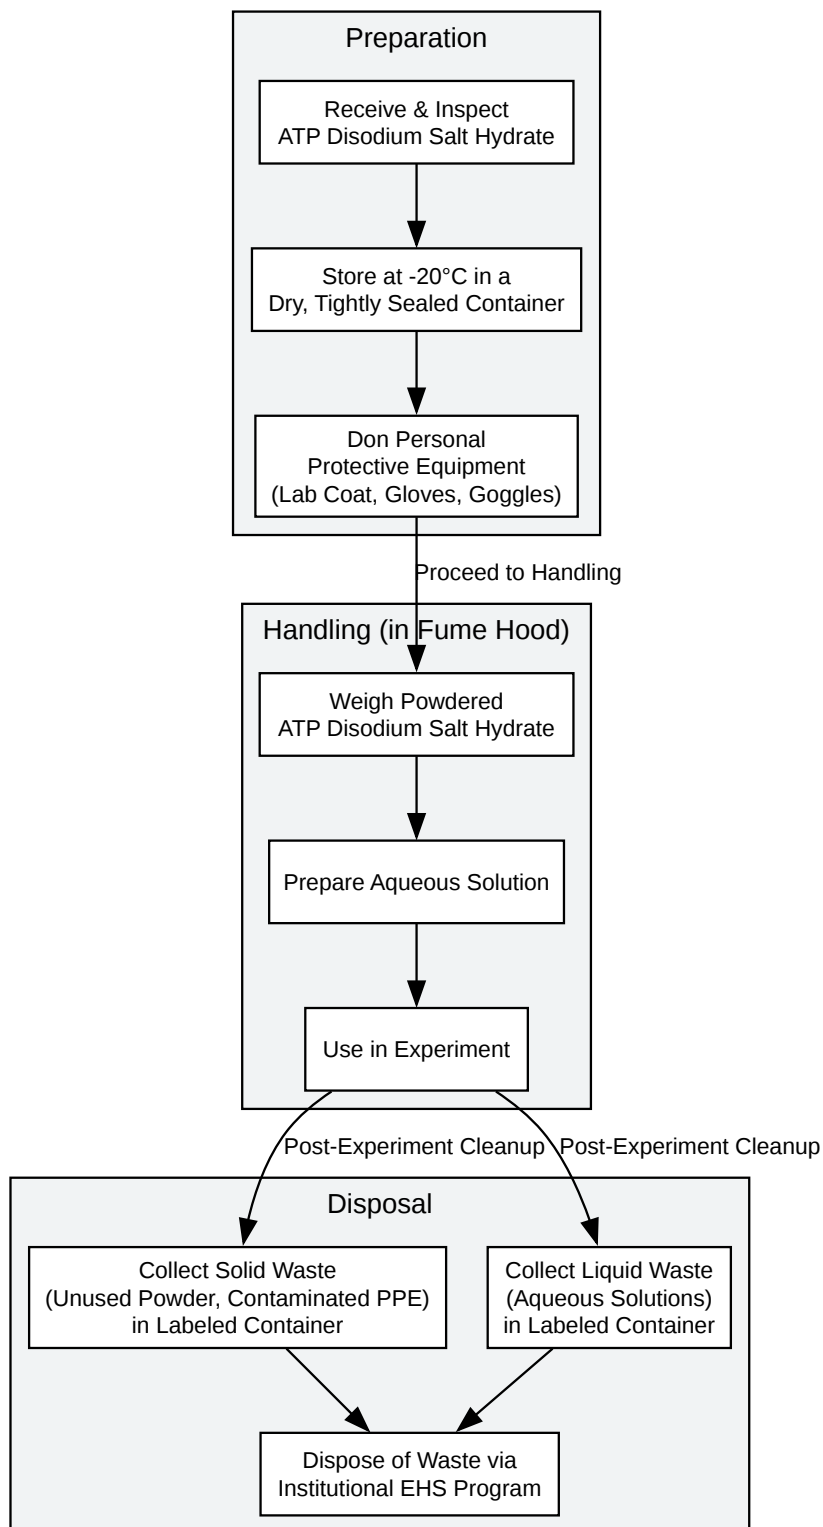 Preparation
Receive & Inspect
ATP Disodium Salt Hydrate
Store at -20°C in a
Dry, Tightly Sealed Container
Don Personal
Protective Equipment
(Lab Coat, Gloves, Goggles)
Proceed to Handling
Handling (in Fume Hood)
Weigh Powdered
ATP Disodium Salt Hydrate
Prepare Aqueous Solution
Use in Experiment
Post-Experiment Cleanup
Post-Experiment Cleanup
Disposal
Collect Solid Waste
(Unused Powder, Contaminated PPE)
in Labeled Container
Collect Liquid Waste
(Aqueous Solutions)
in Labeled Container
Dispose of Waste via
Institutional EHS Program